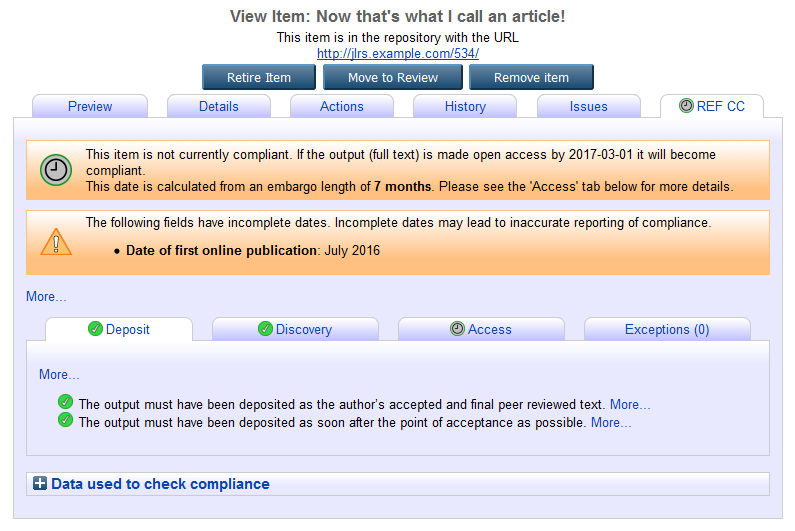 View Item: Now that's what I call an article!
This item is in the repository with the URL
http://jlrs.example.com/534/
Retire Item Move to Review Remove item
Preview Details Actions History Issues REF CC
This item is not currently compliant. If the output (full text) is made open access by 2017-03-01 it will become
compliant.
This date is calculated from an embargo length of 7 months. Please see the 'Access' tab below for more details.
The following fields have incomplete dates. Incomplete dates may lead to inaccurate reporting of compliance.
• Date of first online publication: July 2016
More...
Deposit Discovery Access Exceptions (0)
More...
The output must have been deposited as the author's accepted and final peer reviewed text. More...
The output must have been deposited as soon after the point of acceptance as possible. More...
Data used to check compliance